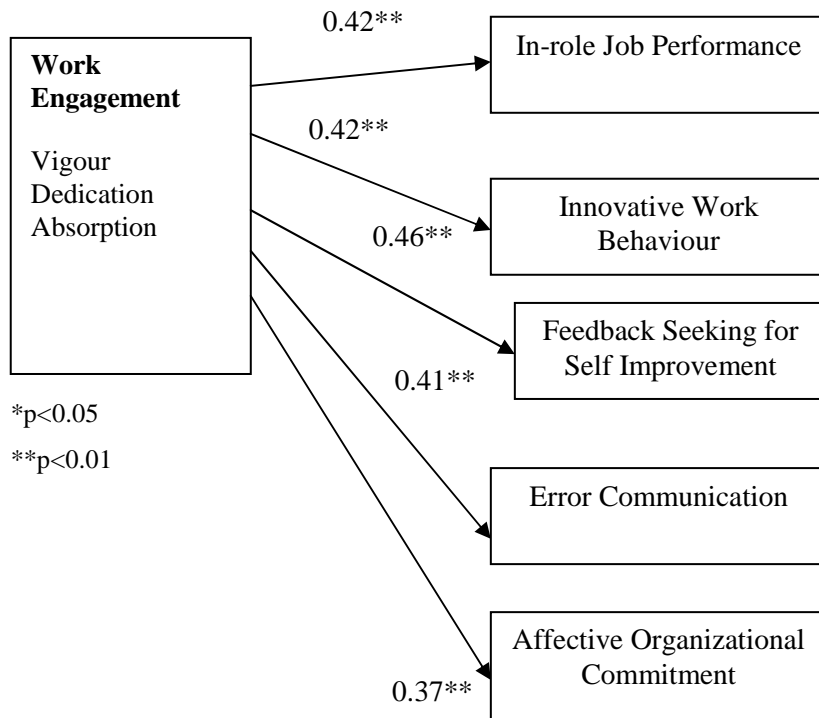 0.42**
In-role Job Performance
Work
Engagement
Vigour
Dedication
Absorption
0.42**
Innovative Work
Behaviour
0.46**
Feedback Seeking for
Self Improvement
0.41**
*p<0.05
**p<0.01
Error Communication
Affective Organizational
Commitment
0.37**